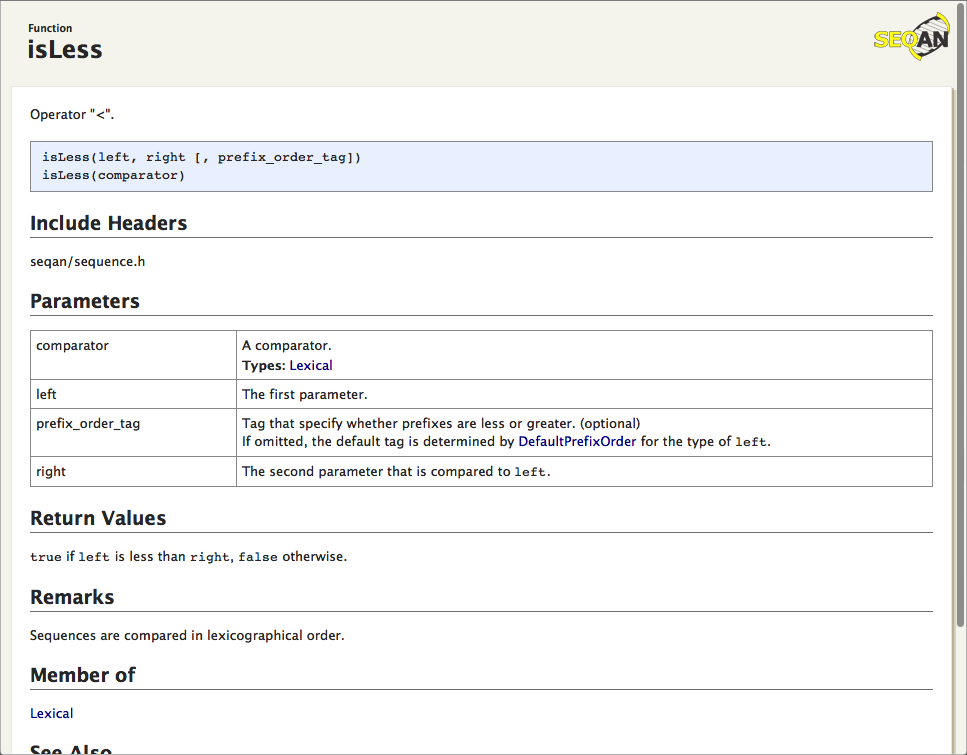 Function
isLess
SEQAN
Operator "<".
isLess(left, right [, prefix_order_tag])
isLess(comparator)
Include Headers
seqan/sequence.h
Parameters
comparator
A comparator.
Types: Lexical
left
The first parameter.
prefix_order_tag
Tag that specify whether prefixes are less or greater. (optional)
If omitted, the default tag is determined by DefaultPrefixOrder for the type of left.
right
The second parameter that is compared to left.
Return Values
true if left is less than right, false otherwise.
Remarks
Sequences are compared in lexicographical order.
Member of
Lexical
See Also